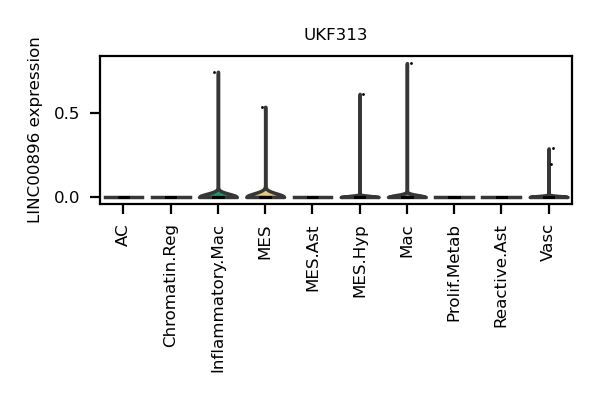 UKF313
LINC00896 expression
0.5
0.0
AC
Chromatin.Reg
Inflammatory.Mac
MES
MES.Ast
MES.Hyp
Mac
Prolif.Metab
Reactive.Ast
Vasc